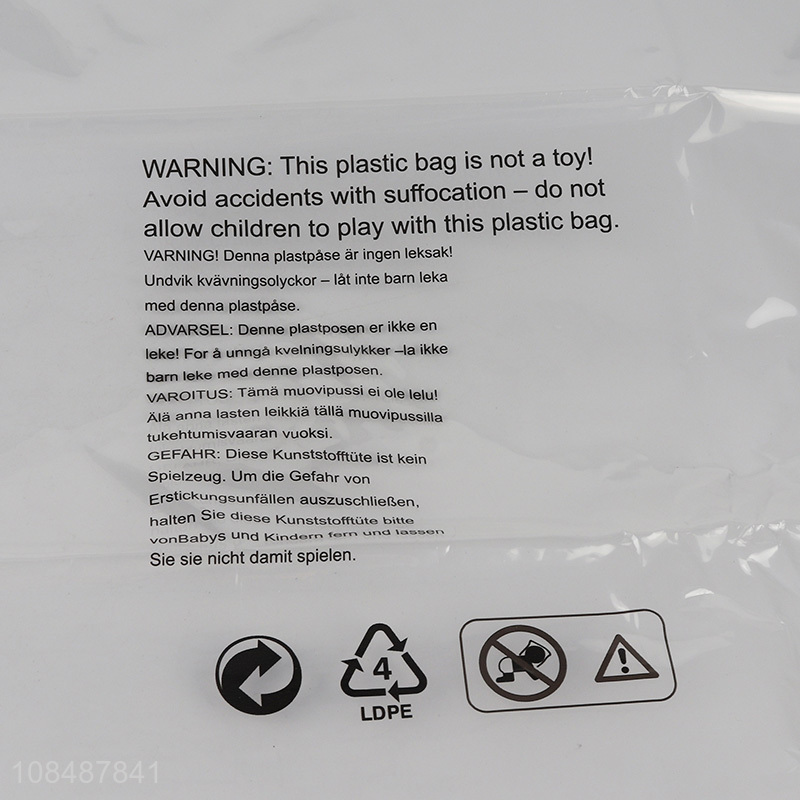 WARNING: This plastic bag is not a toy!
Avoid accidents with suffocation – do not
allow children to play with this plastic bag.
VARNING! Denna plastpåse är ingen leksak!
Undvik kvävningsolyckor – låt inte barn leka
med denna plastpåse.
ADVARSEL: Denne plastposen er ikke en
leke! For å unngå kvelningsulykker –la ikke
barn leke med denne plastposen.
VAROITUS: Tämä muovipussi ei ole lelu!
Älä anna lasten leikkiä tällä muovipussilla
tukehtumisvaaran vuoksi.
GEFAHR: Diese Kunststofftüte ist kein
Spielzeug. Um die Gefahr von
Erstickungsunfällen auszuschließen,
halten Sie diese Kunststofftüte bitte
vonBabys und Kindern fern und lassen
Sie sie nicht damit spielen.
4
LDPE
108487841